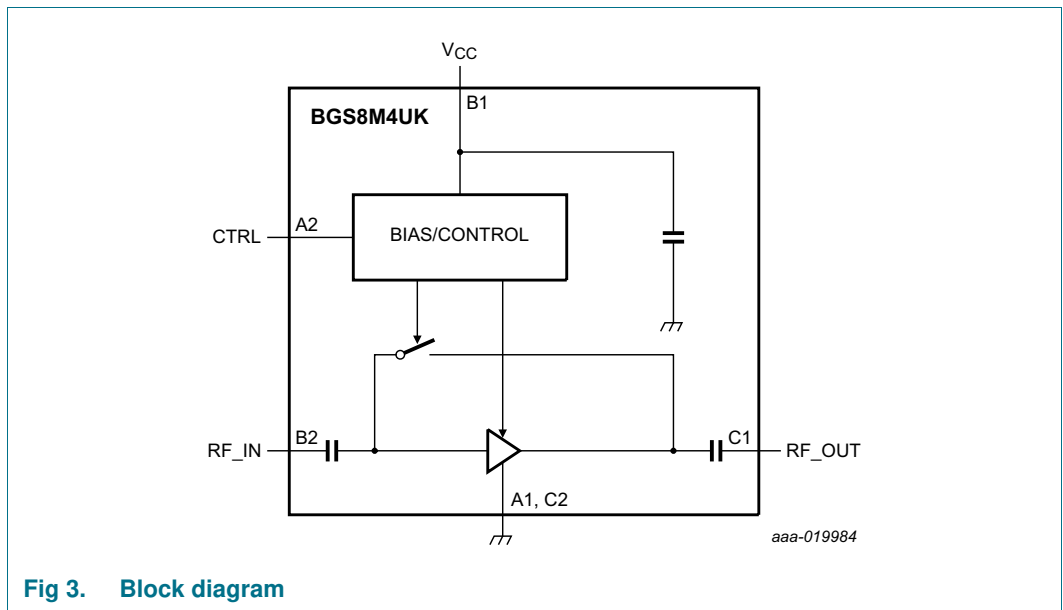 VCC
B1
BGS8M4UK
A2
CTRL
BIAS/CONTROL
B2
RF_IN
C1
RF_OUT
A1, C2
aaa-019984
Fig 3. Block diagram